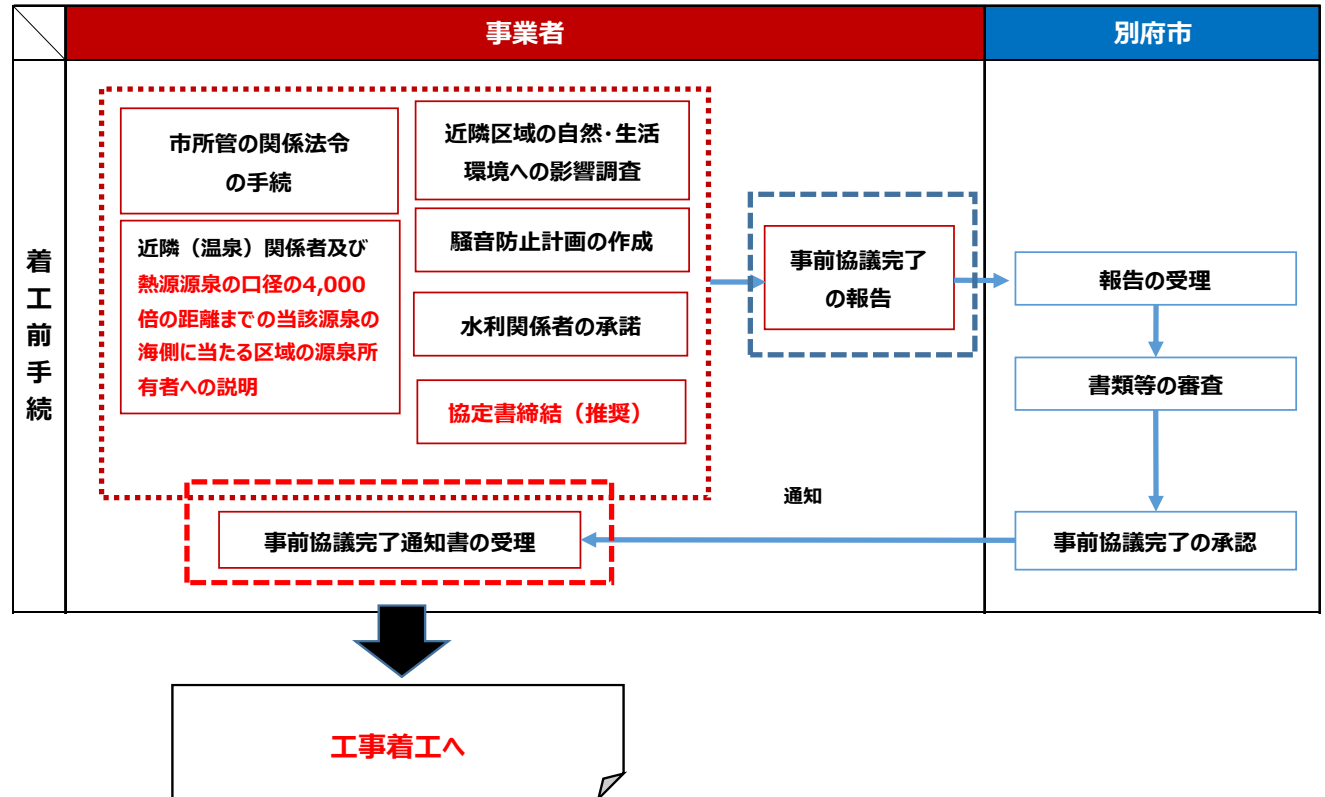 事業者
別府市
着工前手続
市所管の関係法令
の手続
近隣（温泉）関係者及び
熱源源泉の口径の4,000
倍の距離までの当該源泉の
海側に当たる区域の源泉所
有者への説明
近隣区域の自然・生活
環境への影響調査
騒音防止計画の作成
水利関係者の承諾
協定書締結（推奨）
事前協議完了
の報告
報告の受理
書類等の審査
事前協議完了の承認
通知
事前協議完了通知書の受理
工事着工へ